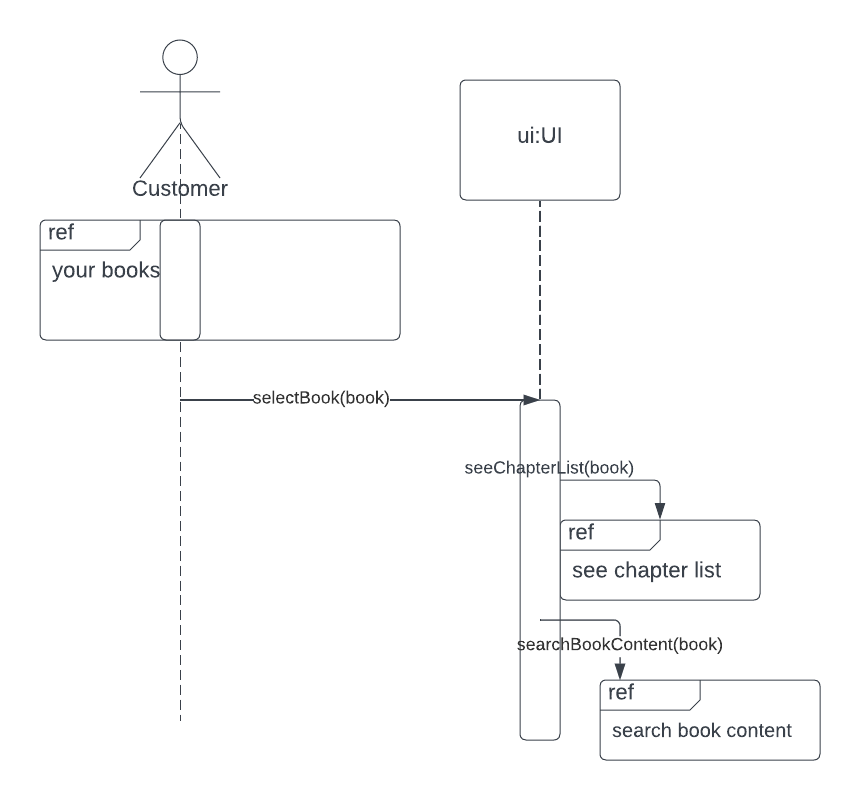 Customer
ui:UI
ref
your books
selectBook(book)
seeChapterList(book)
ref
see chapter list
searchBookContent(book)
ref
search book content